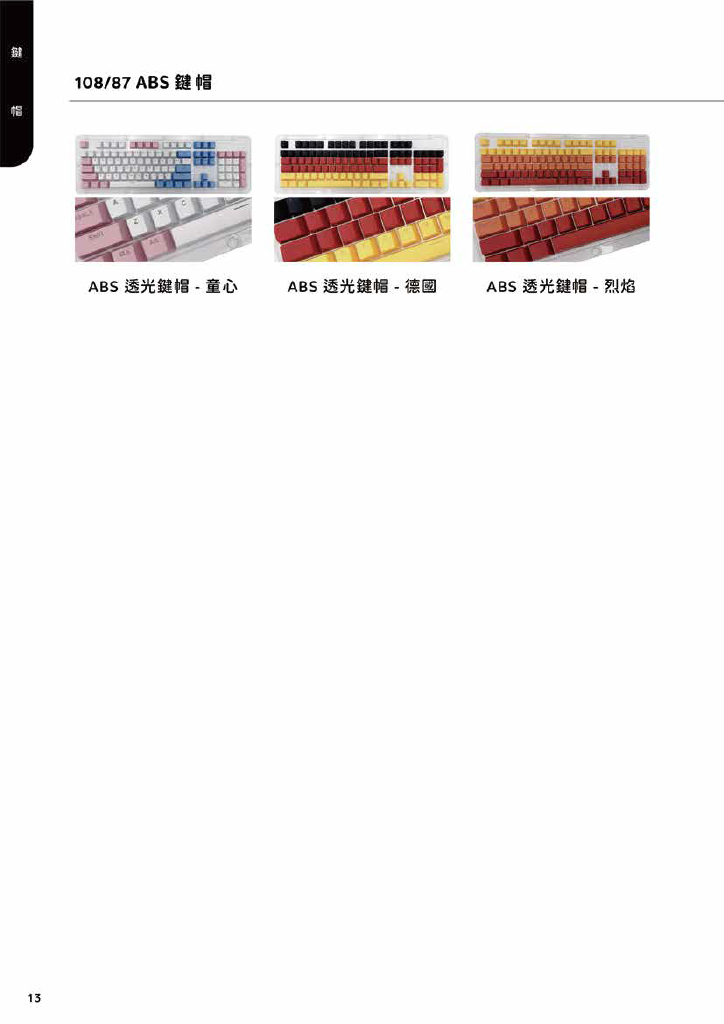 鍵帽
108/87 ABS 鍵帽
ABS 透光鍵帽 - 童心
ABS 透光鍵帽 - 德國
ABS 透光鍵帽 - 烈焰
13